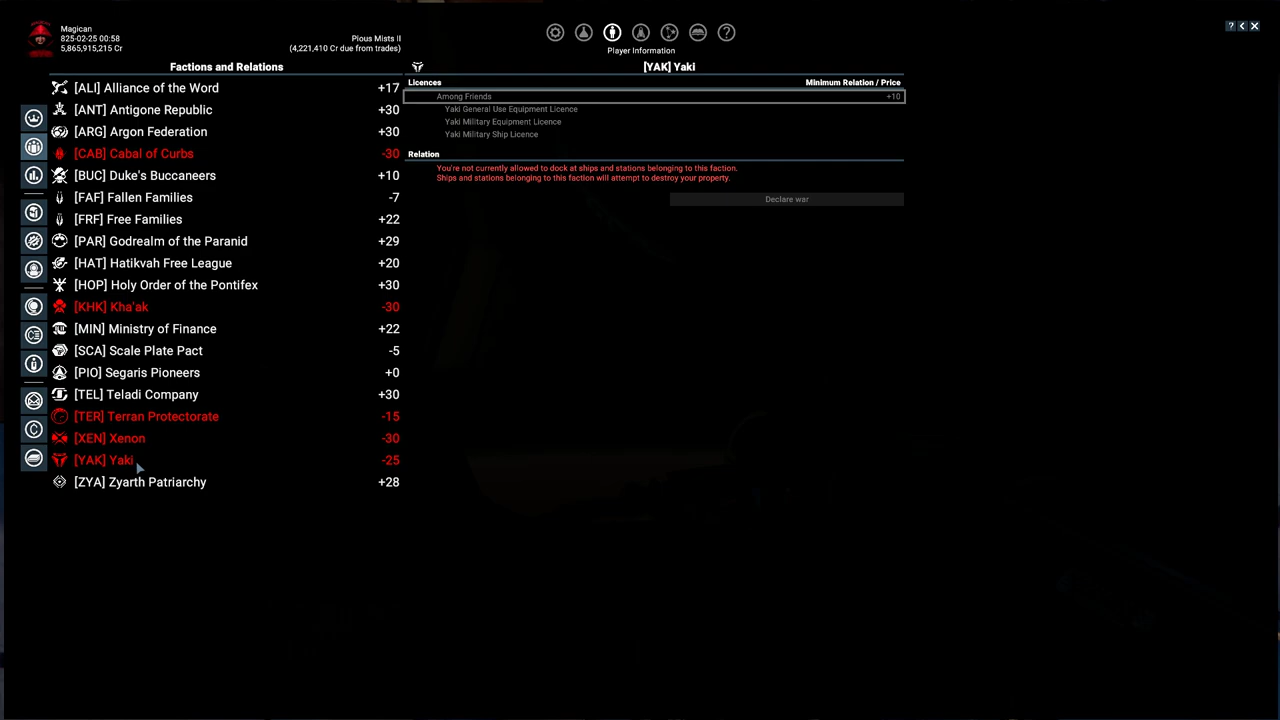 Magican
825-02-25 00:58
5,865,915,215 Cr
Pious Mists II
(4,221,410 Cr due from trades)
Player Information
Factions and Relations
[ALI] Alliance of the Word +17
[ANT] Antigone Republic +30
[ARG] Argon Federation +30
[CAB] Cabal of Curbs -30
[BUC] Duke's Buccaneers +10
[FAF] Fallen Families -7
[FRF] Free Families +22
[PAR] Godrealm of the Paranid +29
[HAT] Hatikvah Free League +20
[HOP] Holy Order of the Pontifex +30
[KHK] Kha'ak -30
[MIN] Ministry of Finance +22
[SCA] Scale Plate Pact -5
[PIO] Segaris Pioneers +0
[TEL] Teladi Company +30
[TER] Terran Protectorate -15
[XEN] Xenon -30
[YAK] Yaki -25
[ZYA] Zyarth Patriarchy +28
[YAK] Yaki
Licences Minimum Relation / Price
Among Friends +10
Yaki General Use Equipment Licence
Yaki Military Equipment Licence
Yaki Military Ship Licence
Relation
You're not currently allowed to dock at ships and stations belonging to this faction.
Ships and stations belonging to this faction will attempt to destroy your property.
Declare war